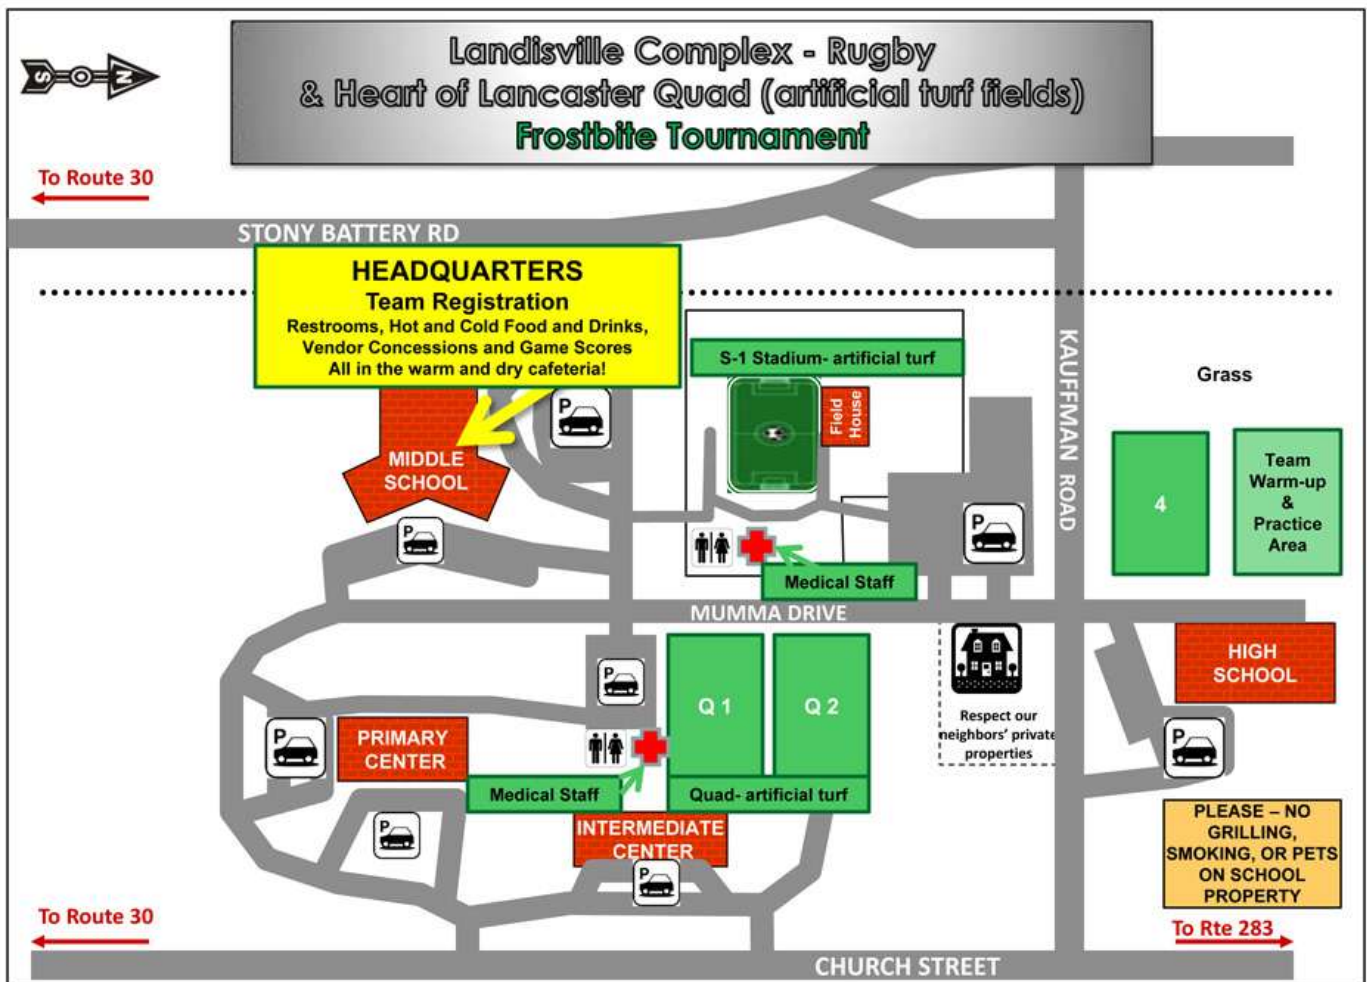 Landisville Complex - Rugby
& Heart of Lancaster Quad (artificial turf fields)
Frostbite Tournament
S O N
To Route 30
STONY BATTERY RD
HEADQUARTERS
Team Registration
Restrooms, Hot and Cold Food and Drinks,
Vendor Concessions and Game Scores
All in the warm and dry cafeteria!
S-1 Stadium- artificial turf
Field
House
KAUFFMAN ROAD
Grass
P
MIDDLE
SCHOOL
P
P
4
Team
Warm-up
&
Practice
Area
Medical Staff
MUMMA DRIVE
P
Q 1
Q 2
HIGH
SCHOOL
Respect our
neighbors' private
properties
P
PRIMARY
CENTER
P
Medical Staff
Quad- artificial turf
P
INTERMEDIATE
CENTER
P
PLEASE – NO
GRILLING,
SMOKING, OR PETS
ON SCHOOL
PROPERTY
To Route 30
To Rte 283
CHURCH STREET